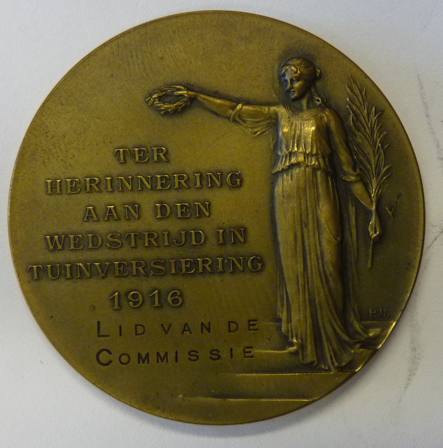 TER
HERINNERING
AAN DEN
WEDSTRIJD IN
TUINVERSIERING
1916
LID VAN DE
COMMISSIE